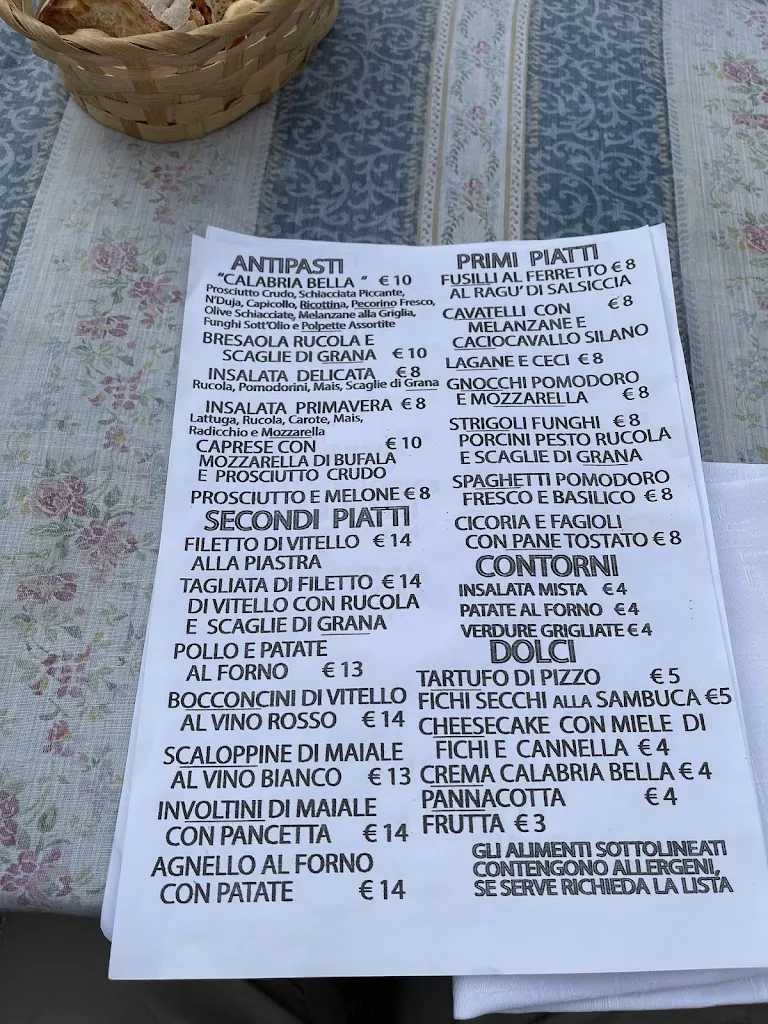 ANTIPASTI
"CALABRIA BELLA " € 10
Prosciutto Crudo, Schiacciata Piccante,
N'Duja, Capicollo, Ricottina, Pecorino Fresco,
Olive Schiacciate, Melanzane alla Griglia,
Funghi Sott'Olio e Polpette Assortite
BRESAOLA RUCOLA E
SCAGLIE DI GRANA € 10
INSALATA DELICATA € 8
Rucola, Pomodorini, Mais, Scaglie di Grana
INSALATA PRIMAVERA € 8
Lattuga, Rucola, Carote, Mais,
Radicchio e Mozzarella
CAPRESE CON € 10
MOZZARELLA DI BUFALA
E PROSCIUTTO CRUDO
PROSCIUTTO E MELONE € 8
SECONDI PIATTI
FILETTO DI VITELLO € 14
ALLA PIASTRA
TAGLIATA DI FILETTO € 14
DI VITELLO CON RUCOLA
E SCAGLIE DI GRANA
POLLO E PATATE
AL FORNO € 13
BOCCONCINI DI VITELLO
AL VINO ROSSO € 14
SCALOPPINE DI MAIALE
AL VINO BIANCO € 13
INVOLTINI DI MAIALE
CON PANCETTA € 14
AGNELLO AL FORNO
CON PATATE € 14
PRIMI PIATTI
FUSILLI AL FERRETTO € 8
AL RAGU' DI SALSICCIA
CAVATELLI CON € 8
MELANZANE E
CACIOCAVALLO SILANO
LAGANE E CECI € 8
GNOCCHI POMODORO
E MOZZARELLA € 8
STRIGOLI FUNGHI € 8
PORCINI PESTO RUCOLA
E SCAGLIE DI GRANA
SPAGHETTI POMODORO
FRESCO E BASILICO € 8
CICORIA E FAGIOLI
CON PANE TOSTATO € 8
CONTORNI
INSALATA MISTA € 4
PATATE AL FORNO € 4
VERDURE GRIGLIATE € 4
DOLCI
TARTUFO DI PIZZO € 5
FICHI SECCHI ALLA SAMBUCA €5
CHEESECAKE CON MIELE DI
FICHI E CANNELLA € 4
CREMA CALABRIA BELLA € 4
PANNACOTTA € 4
FRUTTA € 3
GLI ALIMENTI SOTTOLINEATI
CONTENGONO ALLERGENI,
SE SERVE RICHIEDA LA LISTA